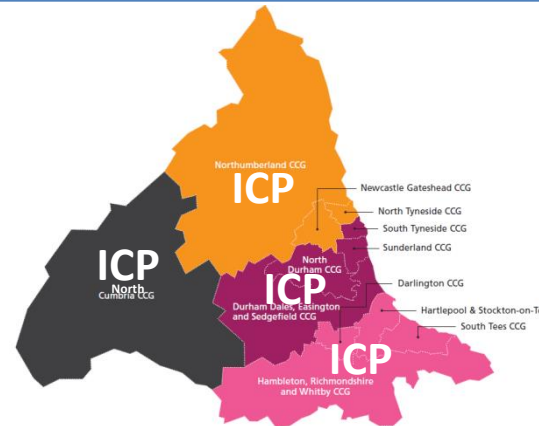 Northumberland CCG
ICP
Newcastle Gateshead CCG
North Tyneside CCG
South Tyneside CCG
Sunderland CCG
ICP
North
Cumbria CCG
North
Durham CCG
ICP
Darlington CCG
Durham Dales, Easington
and Sedgefield CCG
Hartlepool & Stockton-on-Te
South Tees CCG
ICP
Hambleton, Richmondshire
and Whitby CCG